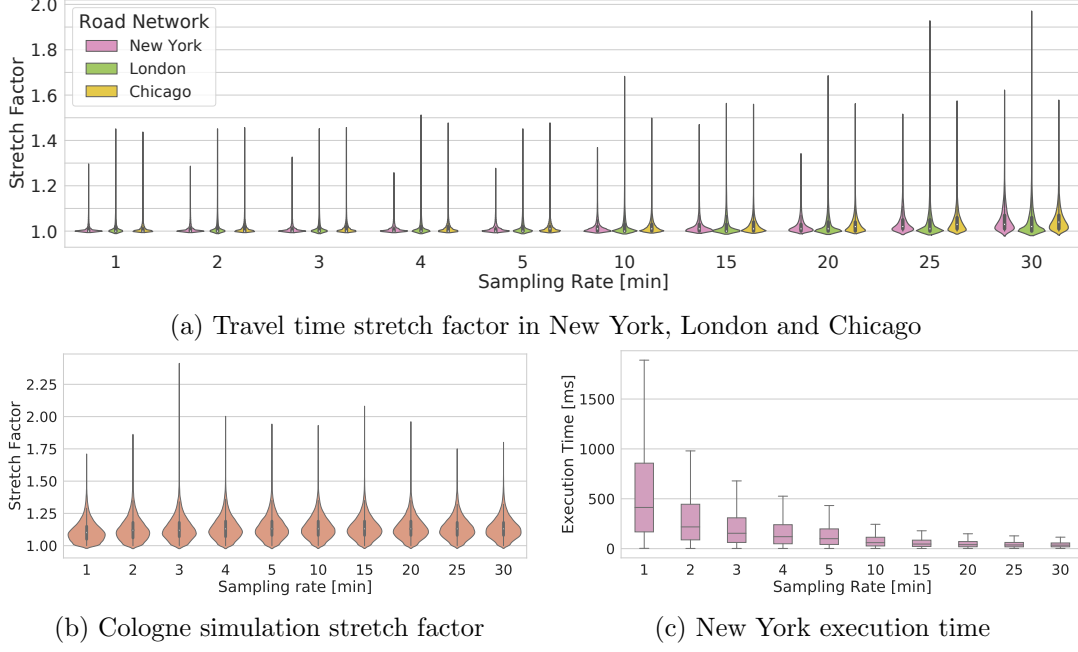 2.0
1.8
1.6
1.4
1.2
1.0
Stretch Factor
Road Network
New York
London
Chicago
1 2 3 4 5 10 15 20 25 30
Sampling Rate [min]
(a) Travel time stretch factor in New York, London and Chicago
2.25
2.00
1.75
1.50
1.25
1.00
Stretch Factor
1 2 3 4 5 10 15 20 25 30
Sampling rate [min]
(b) Cologne simulation stretch factor
1500
1000
500
0
Execution Time [ms]
1 2 3 4 5 10 15 20 25 30
Sampling Rate [min]
(c) New York execution time